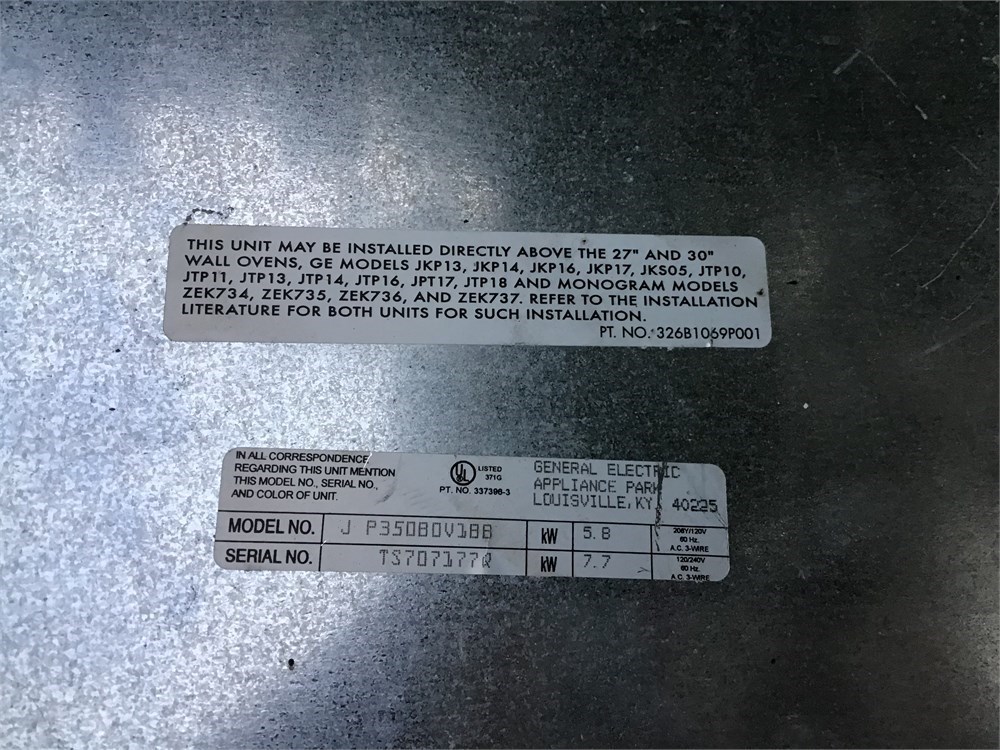 THIS UNIT MAY BE INSTALLED DIRECTLY ABOVE THE 27" AND 30"
WALL OVENS, GE MODELS JKP13, JKP14, JKP16, JKP17, JKS05, JTP10,
JTP11, JTP13, JTP14, JTP16, JPT17, JTP18 AND MONOGRAM MODELS
ZEK734, ZEK735, ZEK736, AND ZEK737. REFER TO THE INSTALLATION
LITERATURE FOR BOTH UNITS FOR SUCH INSTALLATION.
PT. NO. 326B1069P001
IN ALL CORRESPONDENCE
REGARDING THIS UNIT MENTION
THIS MODEL NO., SERIAL NO.,
AND COLOR OF UNIT.
UL LISTED
371G
PT. NO. 337396-3
GENERAL ELECTRIC
APPLIANCE PARK
LOUISVILLE, KY 40225
MODEL NO. J P350B0V1BB kW 5.8 208Y/120V
60 Hz.
A.C. 3-WIRE
SERIAL NO. TS707177Q kW 7.7 120/240V
60 Hz.
A.C. 3-WIRE